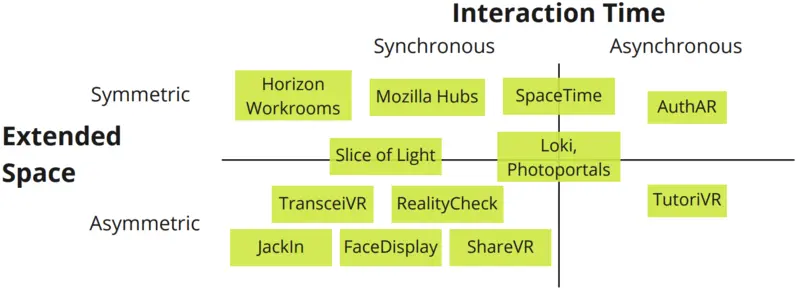 Interaction Time
Synchronous
Asynchronous
Symmetric
Horizon
Workrooms
Mozilla Hubs
SpaceTime
AuthAR
Extended
Space
Slice of Light
Loki,
Photoportals
Asymmetric
TransceiVR
RealityCheck
TutoriVR
JackIn
FaceDisplay
ShareVR